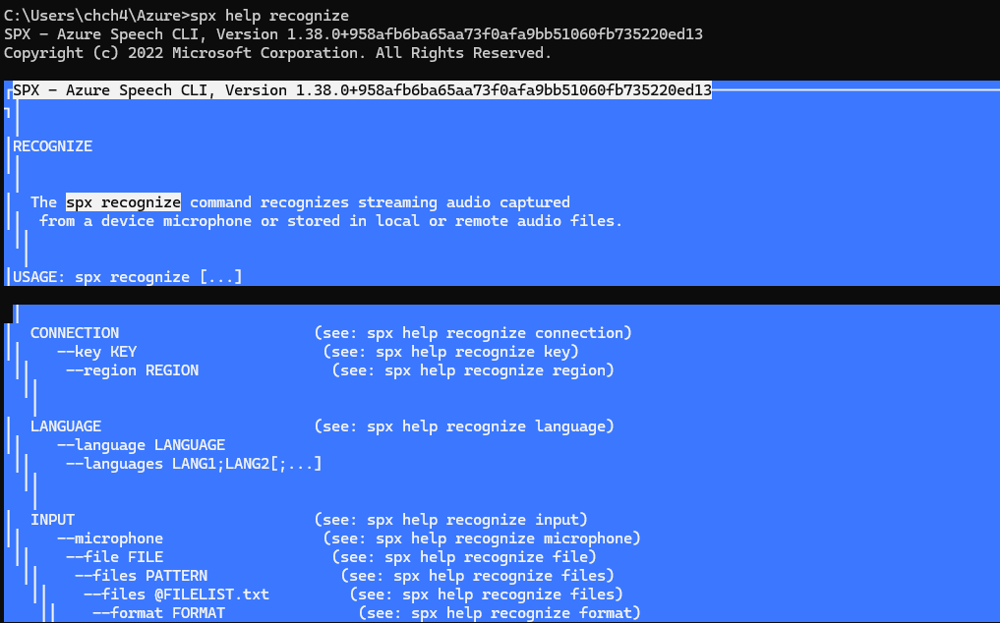 C:\Users\chch4\Azure>spx help recognize
SPX - Azure Speech CLI, Version 1.38.0+958afb6ba65aa73f0afa9bb51060fb735220ed13
Copyright (c) 2022 Microsoft Corporation. All Rights Reserved.
SPX - Azure Speech CLI, Version 1.38.0+958afb6ba65aa73f0afa9bb51060fb735220ed13
RECOGNIZE
The spx recognize command recognizes streaming audio captured
from a device microphone or stored in local or remote audio files.
USAGE: spx recognize [...]
CONNECTION (see: spx help recognize connection)
--key KEY (see: spx help recognize key)
--region REGION (see: spx help recognize region)
LANGUAGE (see: spx help recognize language)
--language LANGUAGE
--languages LANG1;LANG2[;...]
INPUT (see: spx help recognize input)
--microphone (see: spx help recognize microphone)
--file FILE (see: spx help recognize file)
--files PATTERN (see: spx help recognize files)
--files @FILELIST.txt (see: spx help recognize files)
--format FORMAT (see: spx help recognize format)